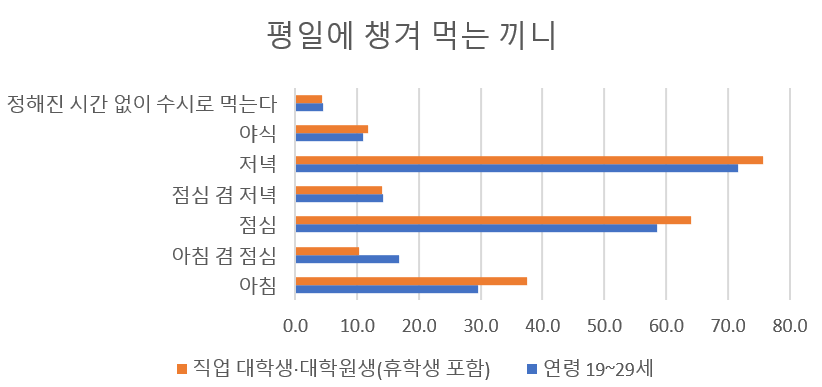 평일에 챙겨 먹는 끼니
정해진 시간 없이 수시로 먹는다
야식
저녁
점심 겸 저녁
점심
아침 겸 점심
아침
0.0 10.0 20.0 30.0 40.0 50.0 60.0 70.0 80.0
직업 대학생·대학원생(휴학생 포함) 연령 19~29세